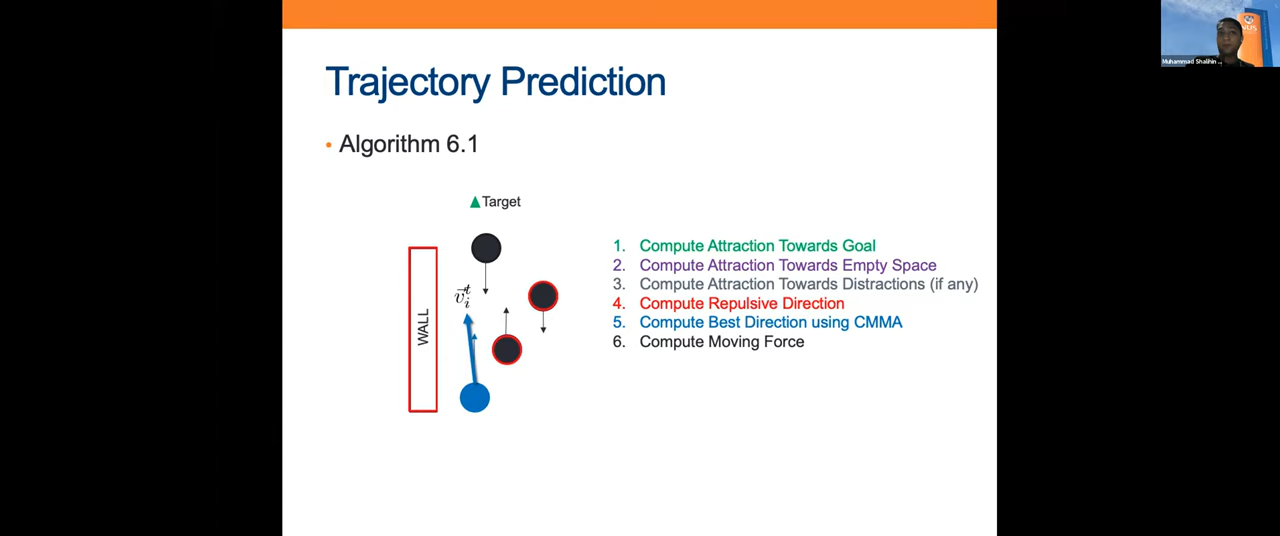 Muhammad Shalihin ...
NUS
Trajectory Prediction
• Algorithm 6.1
Target
WALL
1. Compute Attraction Towards Goal
2. Compute Attraction Towards Empty Space
3. Compute Attraction Towards Distractions (if any)
4. Compute Repulsive Direction
5. Compute Best Direction using CMMA
6. Compute Moving Force